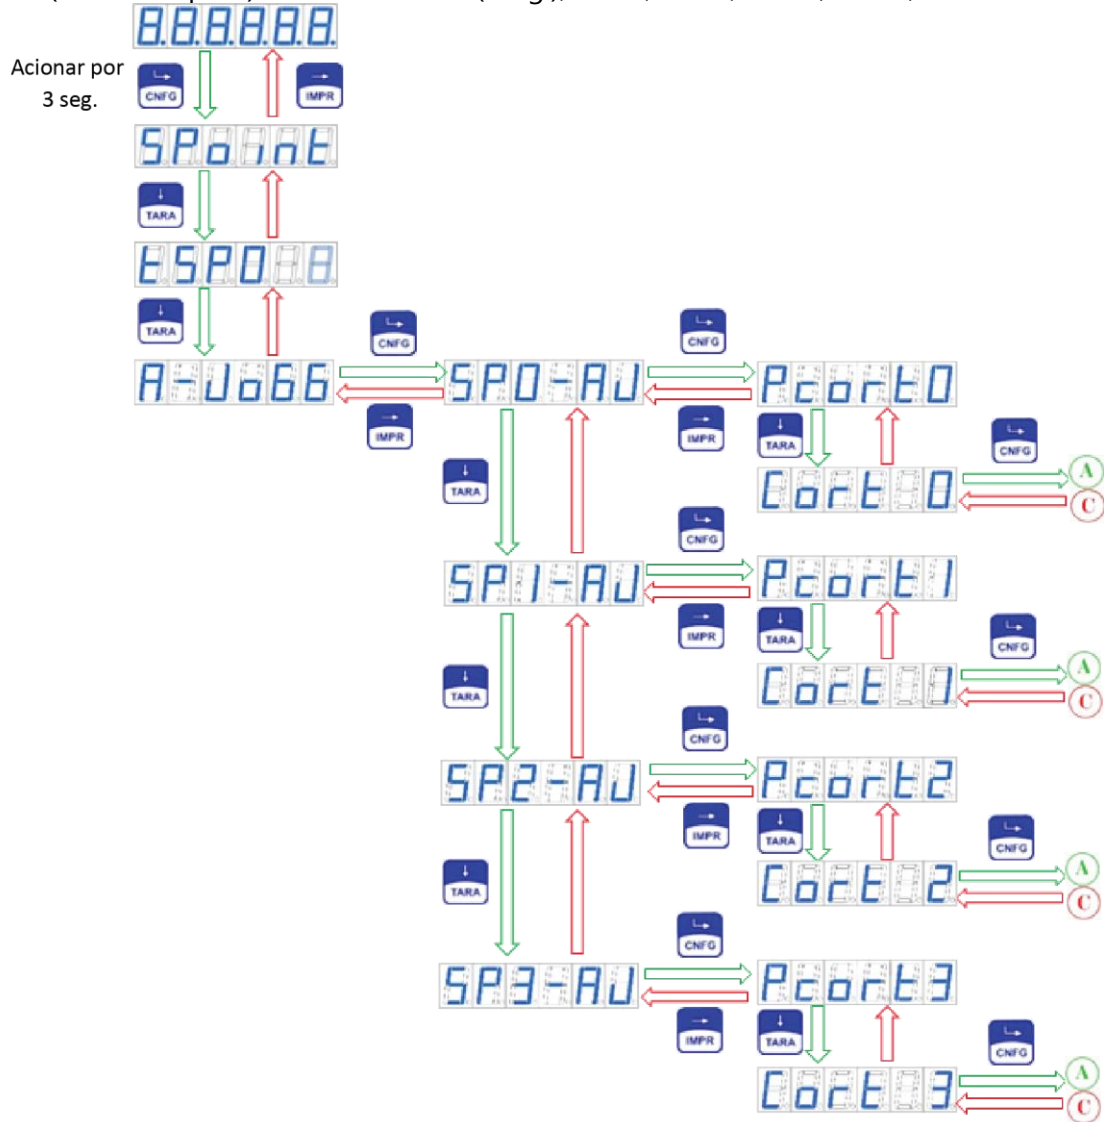 8.8.8.8.8.8.
Acionar por
3 seg.
CNFG
IMPR
SPoint
TARA
tSP0
TARA
A-JoGG
CNFG
IMPR
SP0-AJ
CNFG
IMPR
Pcort0
TARA
Cort 0
CNFG
A
C
TARA
SP1-AJ
CNFG
IMPR
Pcort1
TARA
Cort 1
CNFG
A
C
TARA
SP2-AJ
CNFG
IMPR
Pcort2
TARA
Cort 2
CNFG
A
C
TARA
SP3-AJ
CNFG
IMPR
Pcort3
TARA
Cort 3
CNFG
A
C